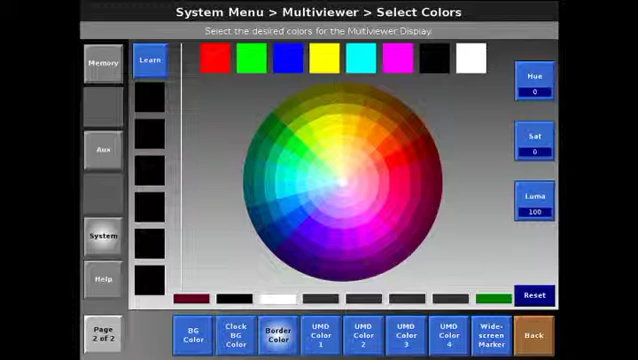 System Menu > Multiviewer > Select Colors
Select the desired colors for the Multiviewer Display.
Memory
Learn
Hue
0
Aux
Sat
0
Luma
100
System
Help
Reset
Page
2 of 2
BG
Color
Clock
BG
Color
Border
Color
UMD
Color
1
UMD
Color
2
UMD
Color
3
UMD
Color
4
Wide-
screen
Marker
Back